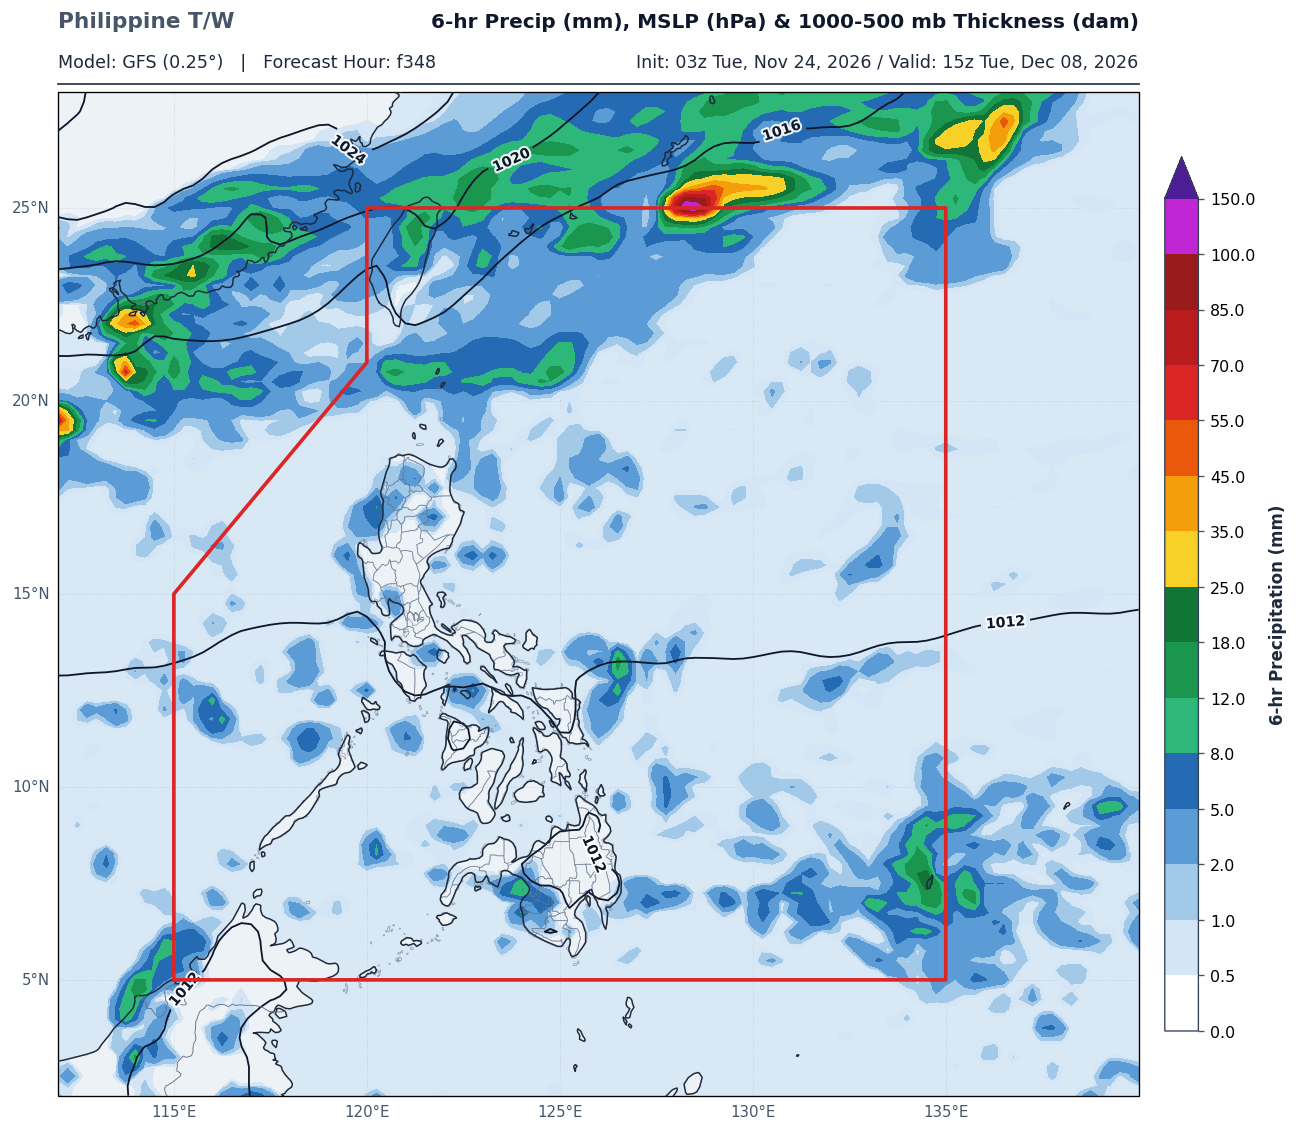 Philippine T/W
6-hr Precip (mm), MSLP (hPa) & 1000-500 mb Thickness (dam)
Model: GFS (0.25°) | Forecast Hour: f348
Init: 03z Tue, Nov 24, 2026 / Valid: 15z Tue, Dec 08, 2026
1024
1020
1016
1012
1012
1012
25°N
20°N
15°N
10°N
5°N
115°E
120°E
125°E
130°E
135°E
150.0
100.0
85.0
70.0
55.0
45.0
35.0
25.0
18.0
12.0
8.0
5.0
2.0
1.0
0.5
0.0
6-hr Precipitation (mm)